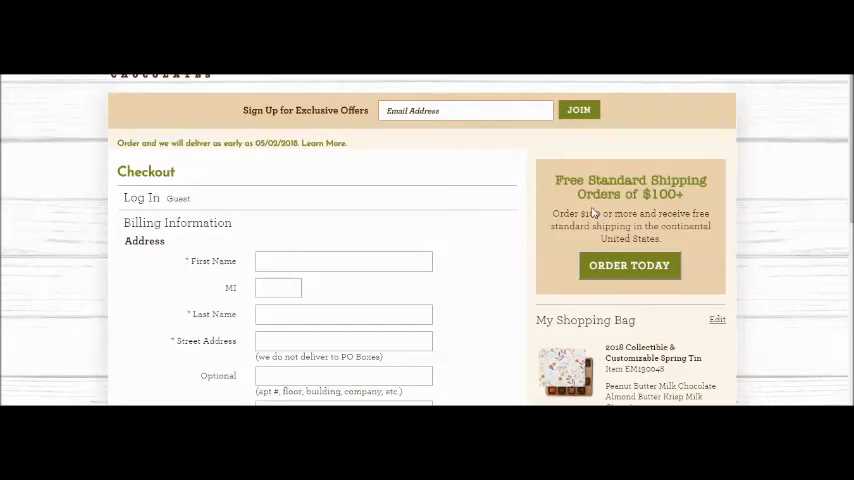 Sign Up for Exclusive Offers Email Address JOIN
Order and we will deliver as early as 05/02/2018. Learn More.
Checkout
Log In Guest
Billing Information
Address
* First Name
MI
* Last Name
* Street Address
(we do not deliver to PO Boxes)
Optional
(apt #, floor, building, company, etc.)
Free Standard Shipping
Orders of $100+
Order or more and receive free
standard shipping in the continental
United States.
ORDER TODAY
My Shopping Bag Edit
2018 Collectible &
Customizable Spring Tin
Item EM190048
Peanut Butter Milk Chocolate
Almond Butter Krisp Milk